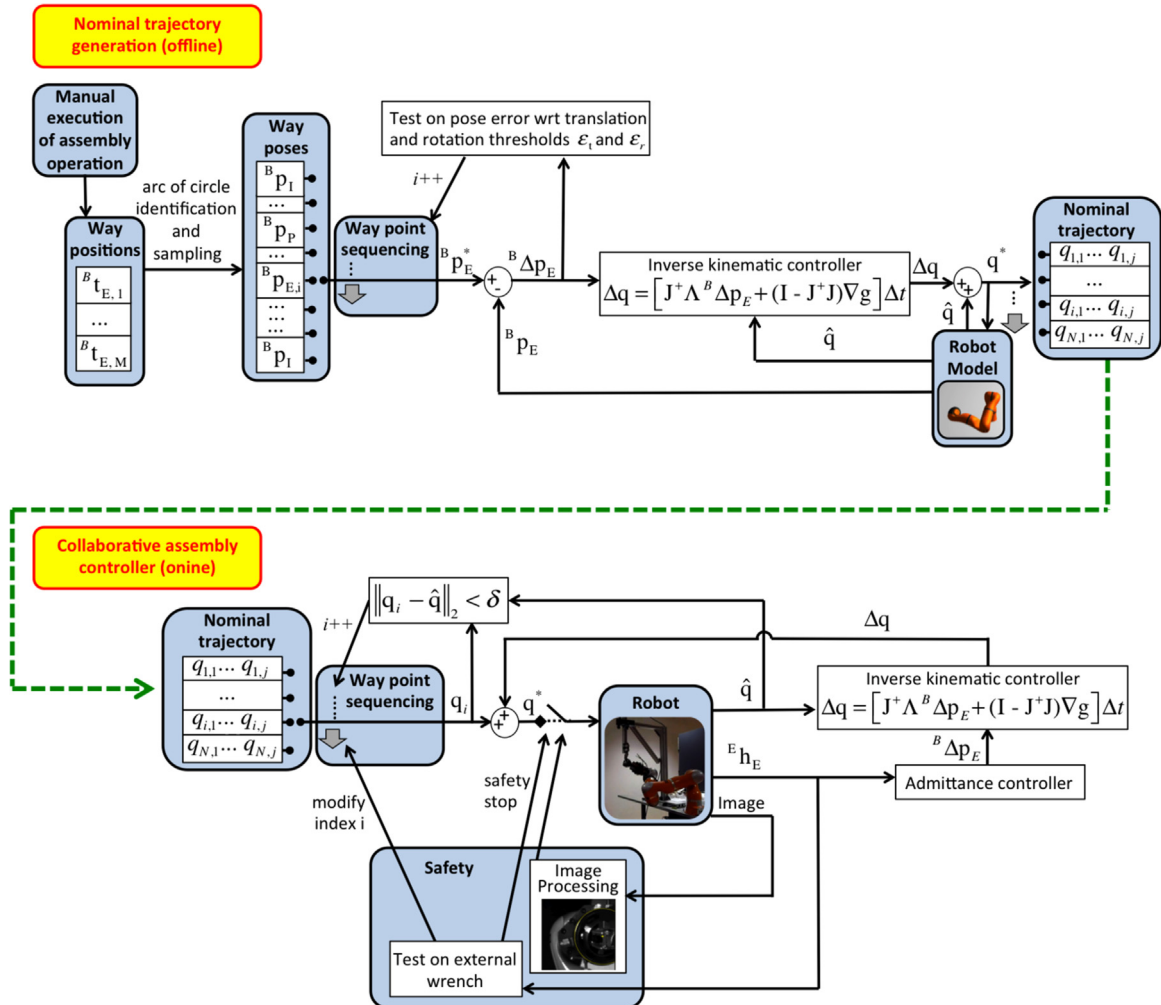 Nominal trajectory
generation (offline)
Manual
execution
of assembly
operation
Way
positions
ᴮt_E, 1
...
ᴮt_E, M
arc of circle
identification
and
sampling
Way
poses
ᴮp_I
...
ᴮp_P
...
ᴮp_E,i
...
...
ᴮp_I
Test on pose error wrt translation
and rotation thresholds ε_t and ε_r
i++
Way point
sequencing
ᴮp_E^*
+
-
ᴮΔp_E
ᴮp_E
Inverse kinematic controller
Δq = [J⁺Λ ᴮΔp_E + (I - J⁺J)∇g]Δt
Δq
+
+
q^*
q̂
q̂
Robot
Model
Nominal
trajectory
q_1,1... q_1,j
...
q_i,1... q_i,j
q_N,1... q_N,j
Collaborative assembly
controller (onine)
Nominal
trajectory
q_1,1... q_1,j
...
q_i,1... q_i,j
q_N,1... q_N,j
i++
‖q_i − q̂‖₂ < δ
Way point
sequencing
q_i
+
+
q^*
Δq
Robot
q̂
Inverse kinematic controller
Δq = [J⁺Λ ᴮΔp_E + (I - J⁺J)∇g]Δt
ᴱh_E
ᴮΔp_E
Admittance controller
Image
modify
index i
safety
stop
Safety
Image
Processing
Test on external
wrench